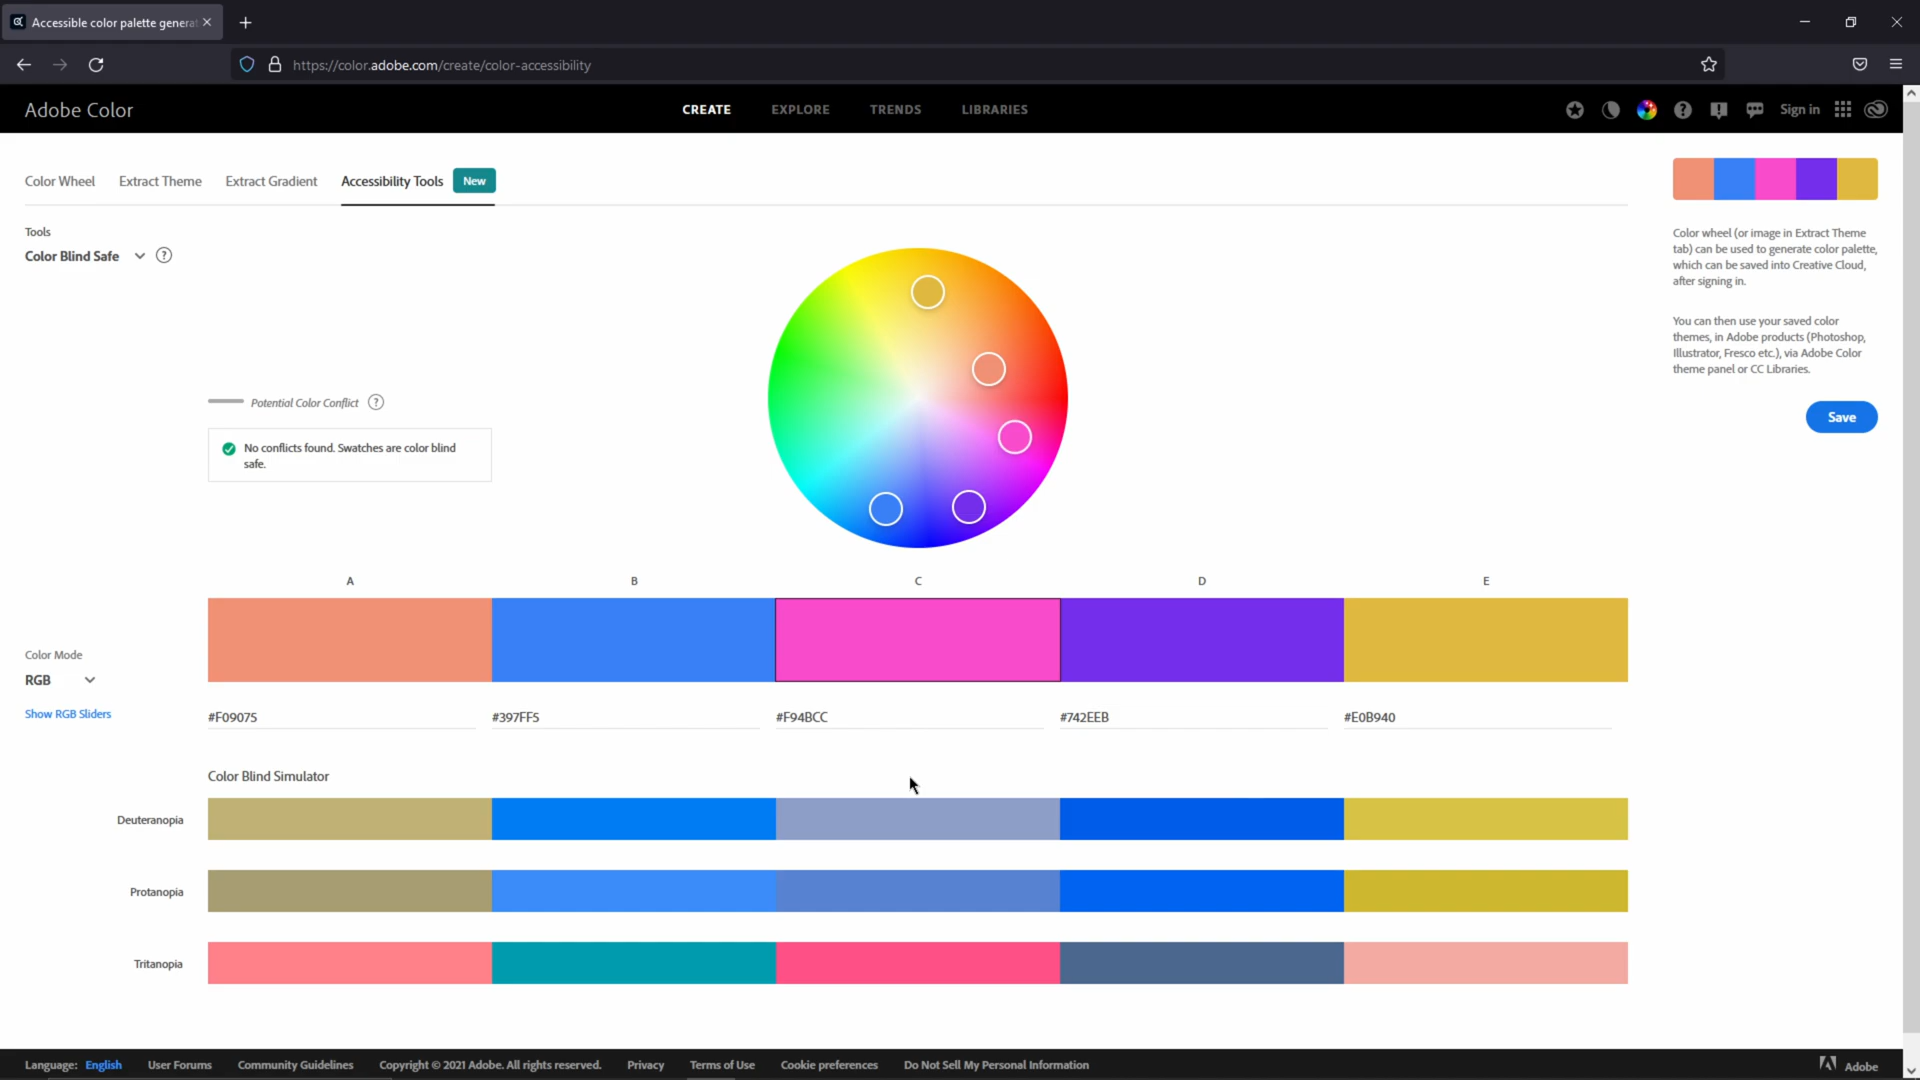 Accessible color palette genera
https://color.adobe.com/create/color-accessibility
Adobe Color
CREATE
EXPLORE
TRENDS
LIBRARIES
Sign in
Color Wheel
Extract Theme
Extract Gradient
Accessibility Tools
New
Tools
Color Blind Safe
Color wheel (or image in Extract Theme
tab) can be used to generate color palette,
which can be saved into Creative Cloud,
after signing in.
You can then use your saved color
themes, in Adobe products (Photoshop,
Illustrator, Fresco etc.), via Adobe Color
theme panel or CC Libraries.
Save
Potential Color Conflict
No conflicts found. Swatches are color blind
safe.
A
B
C
D
E
Color Mode
RGB
Show RGB Sliders
#F09075
#397FF5
#F94BCC
#742EEB
#E0B940
Color Blind Simulator
Deuteranopia
Protanopia
Tritanopia
Language: English
User Forums
Community Guidelines
Copyright © 2021 Adobe. All rights reserved.
Privacy
Terms of Use
Cookie preferences
Do Not Sell My Personal Information
Adobe